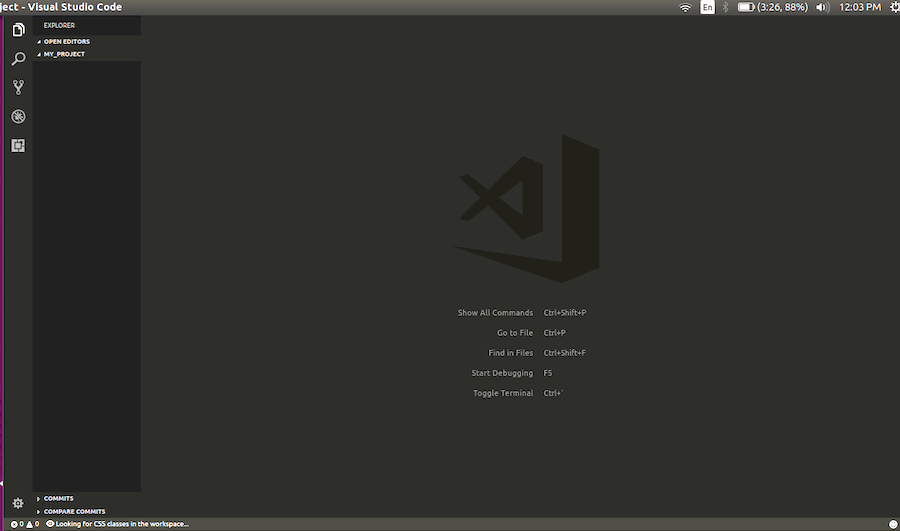 ject - Visual Studio Code
En
(3:26, 88%)
12:03 PM
EXPLORER
OPEN EDITORS
MY_PROJECT
Show All Commands Ctrl+Shift+P
Go to File Ctrl+P
Find in Files Ctrl+Shift+F
Start Debugging F5
Toggle Terminal Ctrl+`
COMMITS
COMPARE COMMITS
0 0 Looking for CSS classes in the workspace...